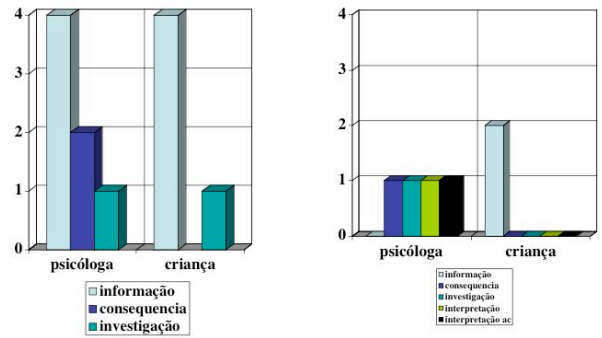 4
3
2
1
0
psicóloga criança
informação
consequencia
investigação
4
3
2
1
0
psicóloga criança
informação
consequencia
investigação
interpretação
interpretação ac